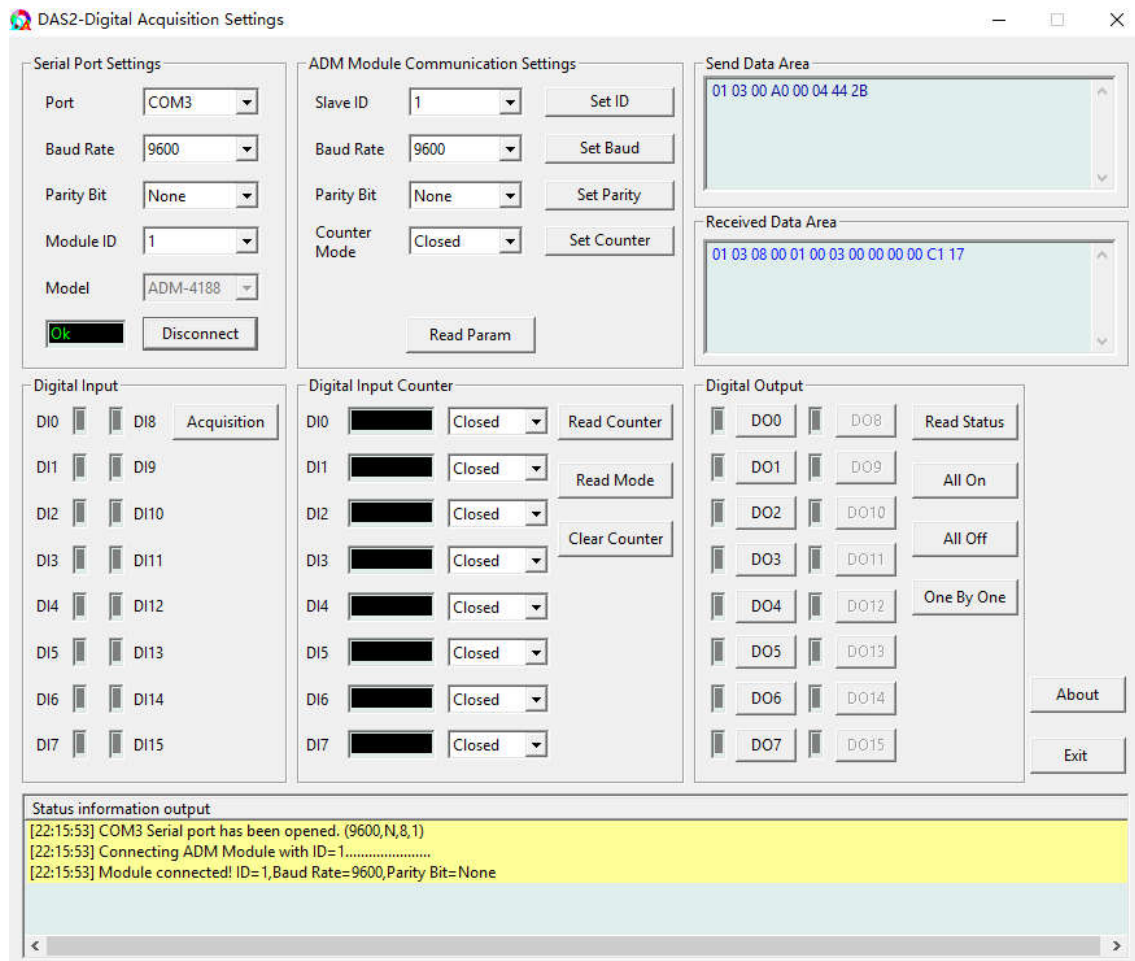 DAS2-Digital Acquisition Settings
Serial Port Settings
Port COM3
Baud Rate 9600
Parity Bit None
Module ID 1
Model ADM-4188
Ok Disconnect
ADM Module Communication Settings
Slave ID 1 Set ID
Baud Rate 9600 Set Baud
Parity Bit None Set Parity
Counter
Mode Closed Set Counter
Read Param
Send Data Area
01 03 00 A0 00 04 44 2B
Received Data Area
01 03 08 00 01 00 03 00 00 00 00 C1 17
Digital Input
DI0 DI8 Acquisition
DI1 DI9
DI2 DI10
DI3 DI11
DI4 DI12
DI5 DI13
DI6 DI14
DI7 DI15
Digital Input Counter
DI0 Closed Read Counter
DI1 Closed Read Mode
DI2 Closed Clear Counter
DI3 Closed
DI4 Closed
DI5 Closed
DI6 Closed
DI7 Closed
Digital Output
DO0 DO8 Read Status
DO1 DO9 All On
DO2 DO10 All Off
DO3 DO11
DO4 DO12 One By One
DO5 DO13
DO6 DO14
DO7 DO15
About
Exit
Status information output
[22:15:53] COM3 Serial port has been opened. (9600,N,8,1)
[22:15:53] Connecting ADM Module with ID=1......................
[22:15:53] Module connected! ID=1,Baud Rate=9600,Parity Bit=None